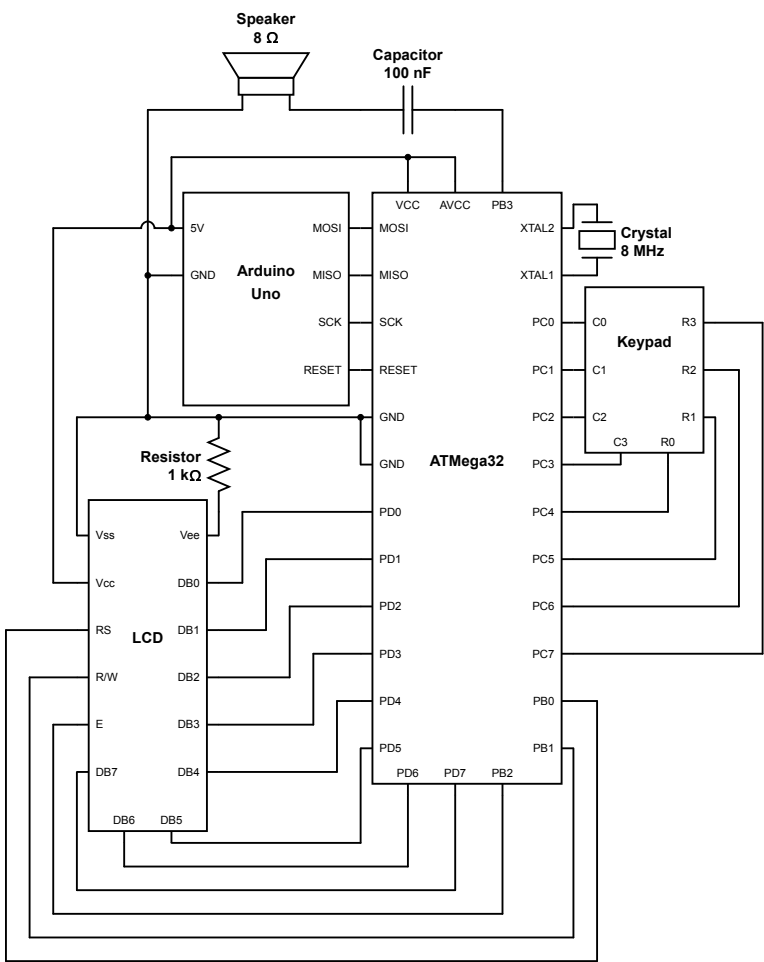 Speaker
8 Ω
Capacitor
100 nF
VCC AVCC PB3
5V MOSI MOSI XTAL2
Crystal
8 MHz
GND Arduino MISO MISO XTAL1
Uno
SCK SCK PC0 C0 R3
Keypad
RESET RESET PC1 C1 R2
GND PC2 C2 R1
C3 R0
Resistor
1 kΩ
GND ATMega32 PC3
PD0 PC4
Vss Vee
PD1 PC5
Vcc DB0
PD2 PC6
RS LCD DB1
PD3 PC7
R/W DB2
PD4 PB0
E DB3
PD5 PB1
DB7 DB4
PD6 PD7 PB2
DB6 DB5